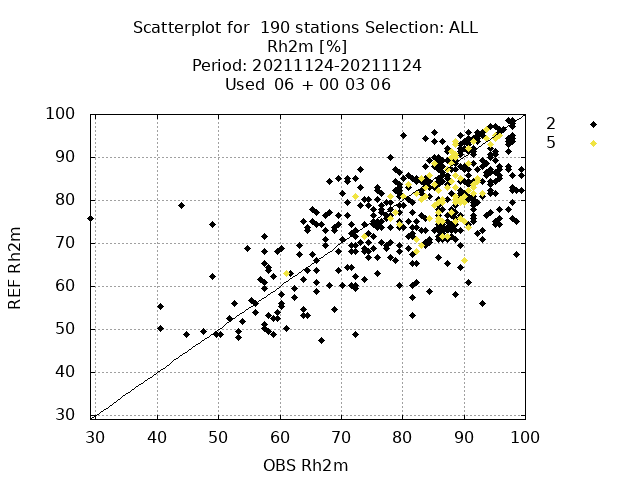 Scatterplot for  190 stations Selection: ALL
Rh2m [%]
Period: 20211124-20211124
Used  06 + 00 03 06
100
90
80
70
60
50
40
30
REF Rh2m
30 40 50 60 70 80 90 100
OBS Rh2m
2
5